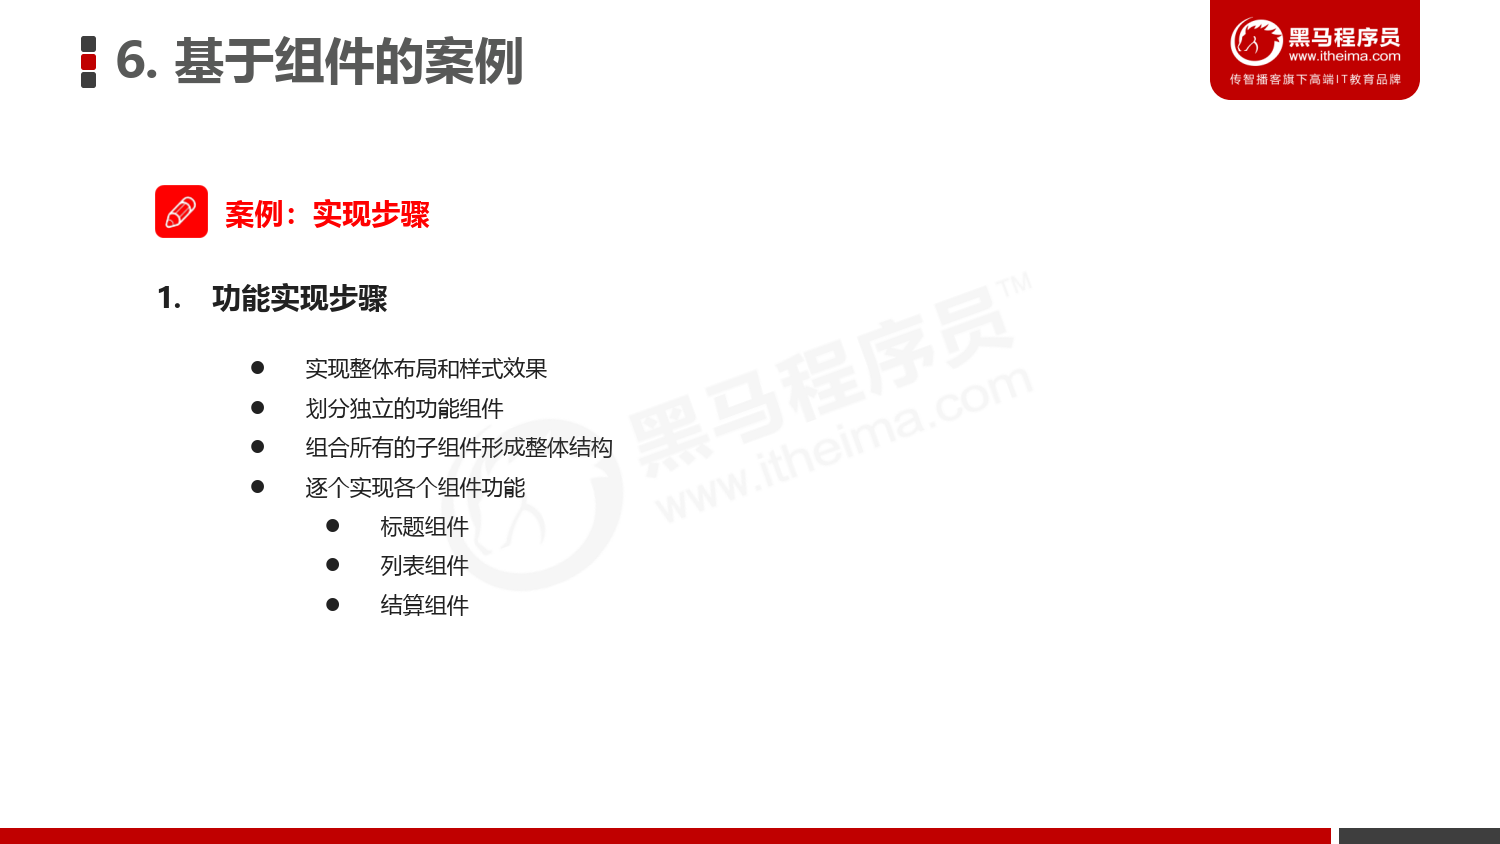 6. 基于组件的案例
黑马程序员
www.itheima.com
传智播客旗下高端IT教育品牌
案例：实现步骤
1. 功能实现步骤
● 实现整体布局和样式效果
● 划分独立的功能组件
● 组合所有的子组件形成整体结构
● 逐个实现各个组件功能
● 标题组件
● 列表组件
● 结算组件
黑马程序员™
www.itheima.com